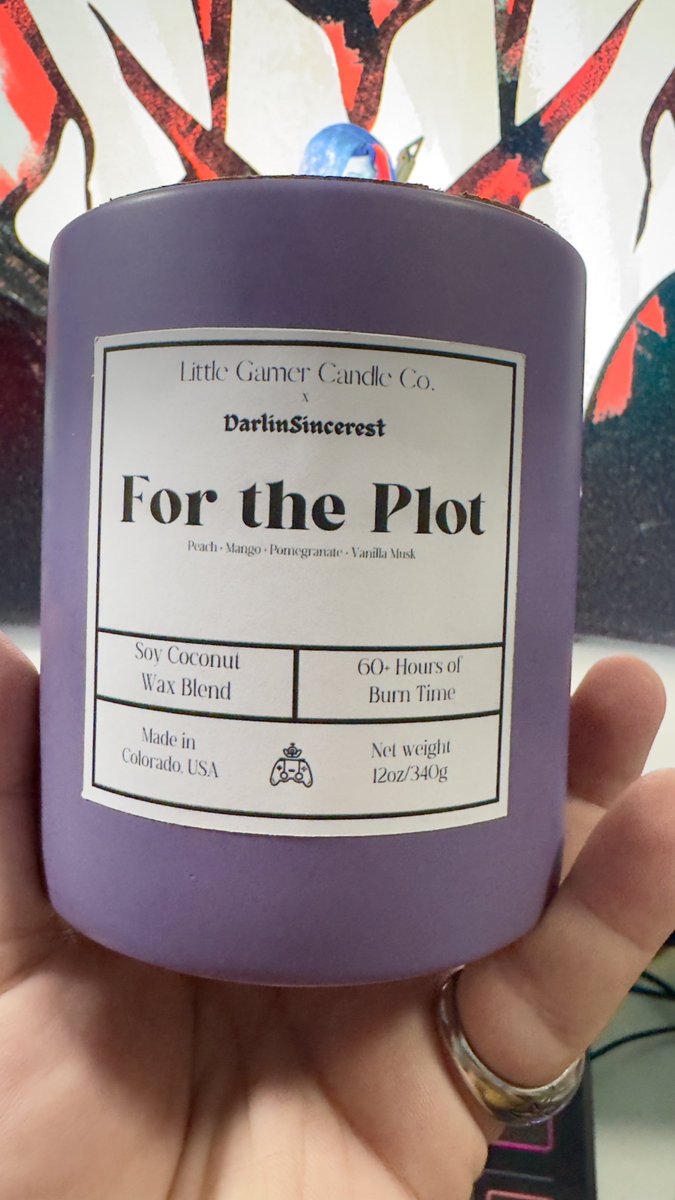 Little Gamer Candle Co.
x
DarlinSincerest
For the Plot
Peach • Mango • Pomegranate • Vanilla Musk
Soy Coconut
Wax Blend
60+ Hours of
Burn Time
Made in
Colorado, USA
Net weight
12oz/340g